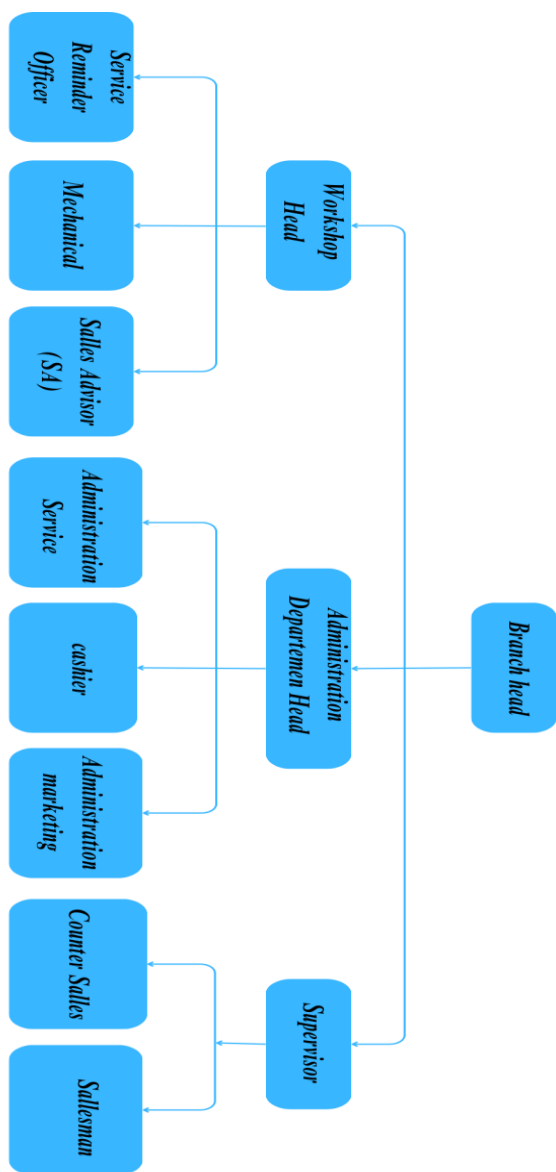 Branch head
Workshop
Head
Administration
Departemen Head
Supervisor
Service
Reminder
Officer
Mechanical
Salles Advisor
(SA)
Administration
Service
cashier
Administration
marketing
Counter Salles
Sallesman